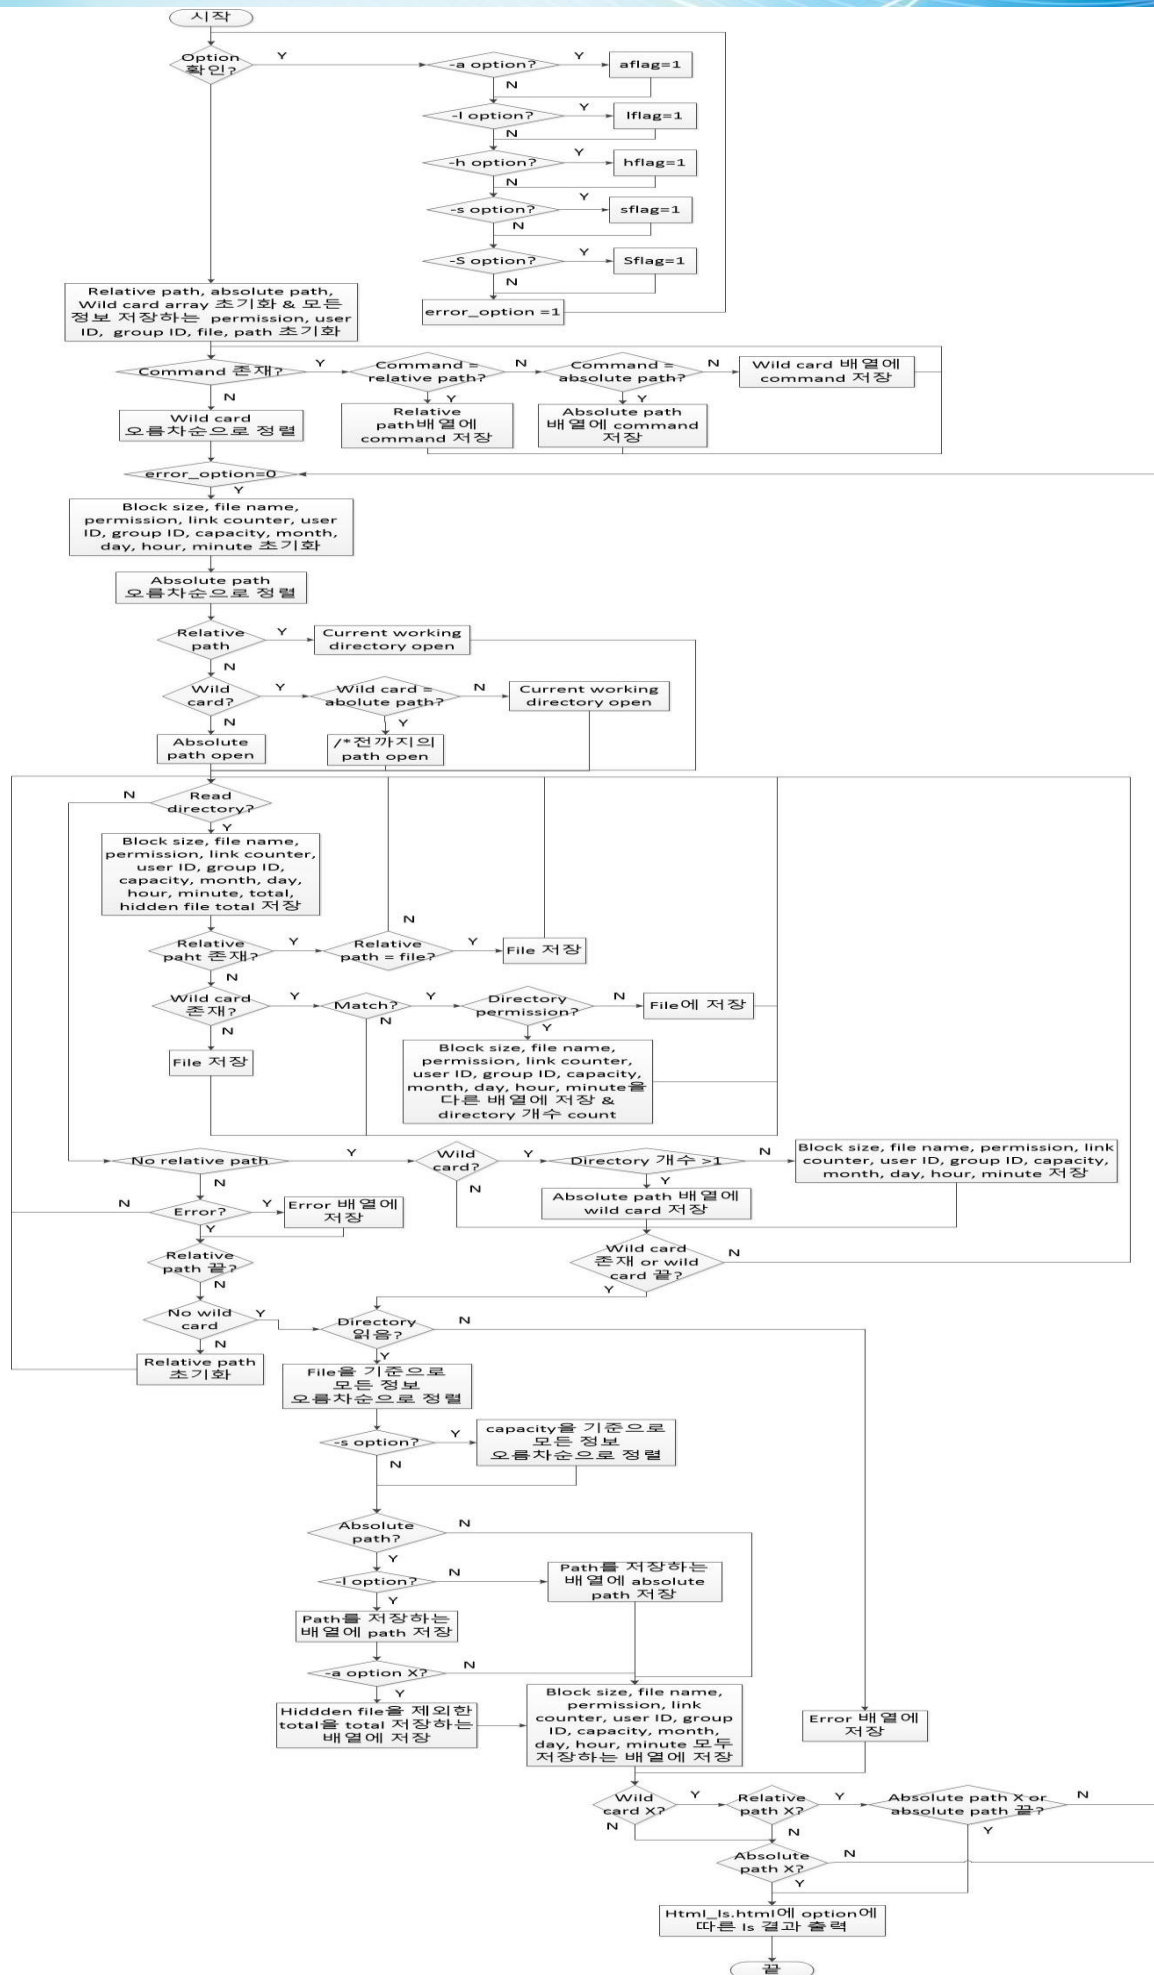 시작
Option
확인?
Y
-a option?
Y
aflag=1
N
-l option?
Y
lflag=1
N
-h option?
Y
hflag=1
N
-s option?
Y
sflag=1
N
-S option?
Y
Sflag=1
N
error_option =1
Relative path, absolute path,
Wild card array 초기화 & 모든
정보 저장하는 permission, user
ID, group ID, file, path 초기화
Command 존재?
Y
Command =
relative path?
N
Command =
absolute path?
N
Wild card 배열에
command 저장
N
Y
Y
Wild card
오름차순으로 정렬
Relative
path배열에
command 저장
Absolute path
배열에 command
저장
error_option=0
Y
Block size, file name,
permission, link counter, user
ID, group ID, capacity, month,
day, hour, minute 초기화
Absolute path
오름차순으로 정렬
Relative
path
Y
Current working
directory open
N
Wild
card?
Y
Wild card =
abolute path?
N
Current working
directory open
N
Y
Absolute
path open
/*전까지의
path open
N
Read
directory?
Y
Block size, file name,
permission, link counter,
user ID, group ID,
capacity, month, day,
hour, minute, total,
hidden file total 저장
N
Relative
paht 존재?
Y
Relative
path = file?
Y
File 저장
N
Wild card
존재?
Y
Match?
Y
Directory
permission?
N
File에 저장
N
N
Y
File 저장
Block size, file name,
permission, link counter,
user ID, group ID, capacity,
month, day, hour, minute을
다른 배열에 저장 &
directory 개수 count
No relative path
Y
Wild
card?
Y
Directory 개수 >1
N
Block size, file name, permission, link
counter, user ID, group ID, capacity,
month, day, hour, minute 저장
N
N
Y
N
Error?
Y
Error 배열에
저장
Absolute path 배열에
wild card 저장
Y
Relative
path 끝?
Wild card
존재 or wild
card 끝?
N
N
Y
No wild
card
Y
Directory
읽음?
N
N
Y
Relative path
초기화
File을 기준으로
모든 정보
오름차순으로 정렬
-s option?
Y
capacity을 기준으로
모든 정보
오름차순으로 정렬
N
Absolute
path?
N
Y
-l option?
N
Path를 저장하는
배열에 absolute
path 저장
Y
Path를 저장하는
배열에 path 저장
-a option X?
N
Y
Hiddden file을 제외한
total을 total 저장하는
배열에 저장
Block size, file name,
permission, link
counter, user ID, group
ID, capacity, month,
day, hour, minute 모두
저장하는 배열에 저장
Error 배열에
저장
Wild
card X?
Y
Relative
path X?
Y
Absolute path X or
absolute path 끝?
N
N
N
Y
Absolute
path X?
N
Y
Html_ls.html에 option에
따른 ls 결과 출력
끝